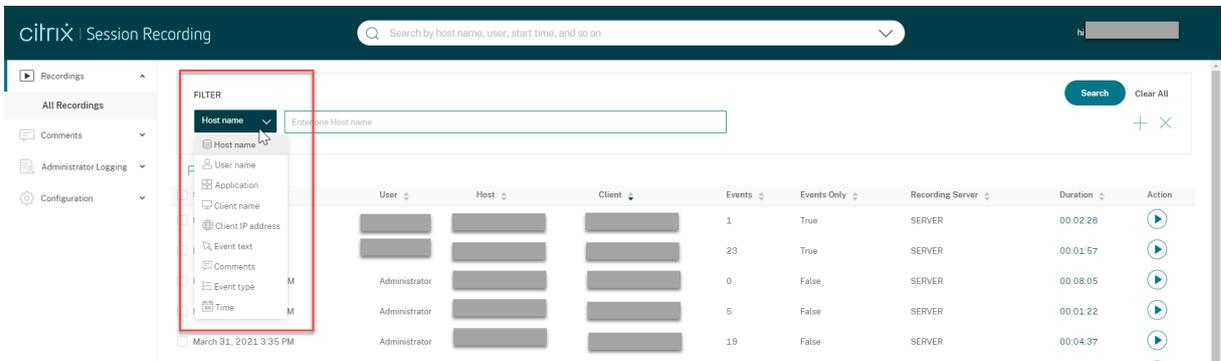 citrix | Session Recording
Search by host name, user, start time, and so on
hi
Recordings
All Recordings
Comments
Administrator Logging
Configuration
FILTER
Search
Clear All
Host name
Enter one Host name
Host name
User name
Application
Client name
Client IP address
Event text
Comments
Event type
Time
User Host Client Events Events Only Recording Server Duration Action
1 True SERVER 00:02:28
23 True SERVER 00:01:57
M Administrator 0 False SERVER 00:08:05
M Administrator 5 False SERVER 00:01:22
March 31, 2021 3:35 PM Administrator 19 False SERVER 00:04:37